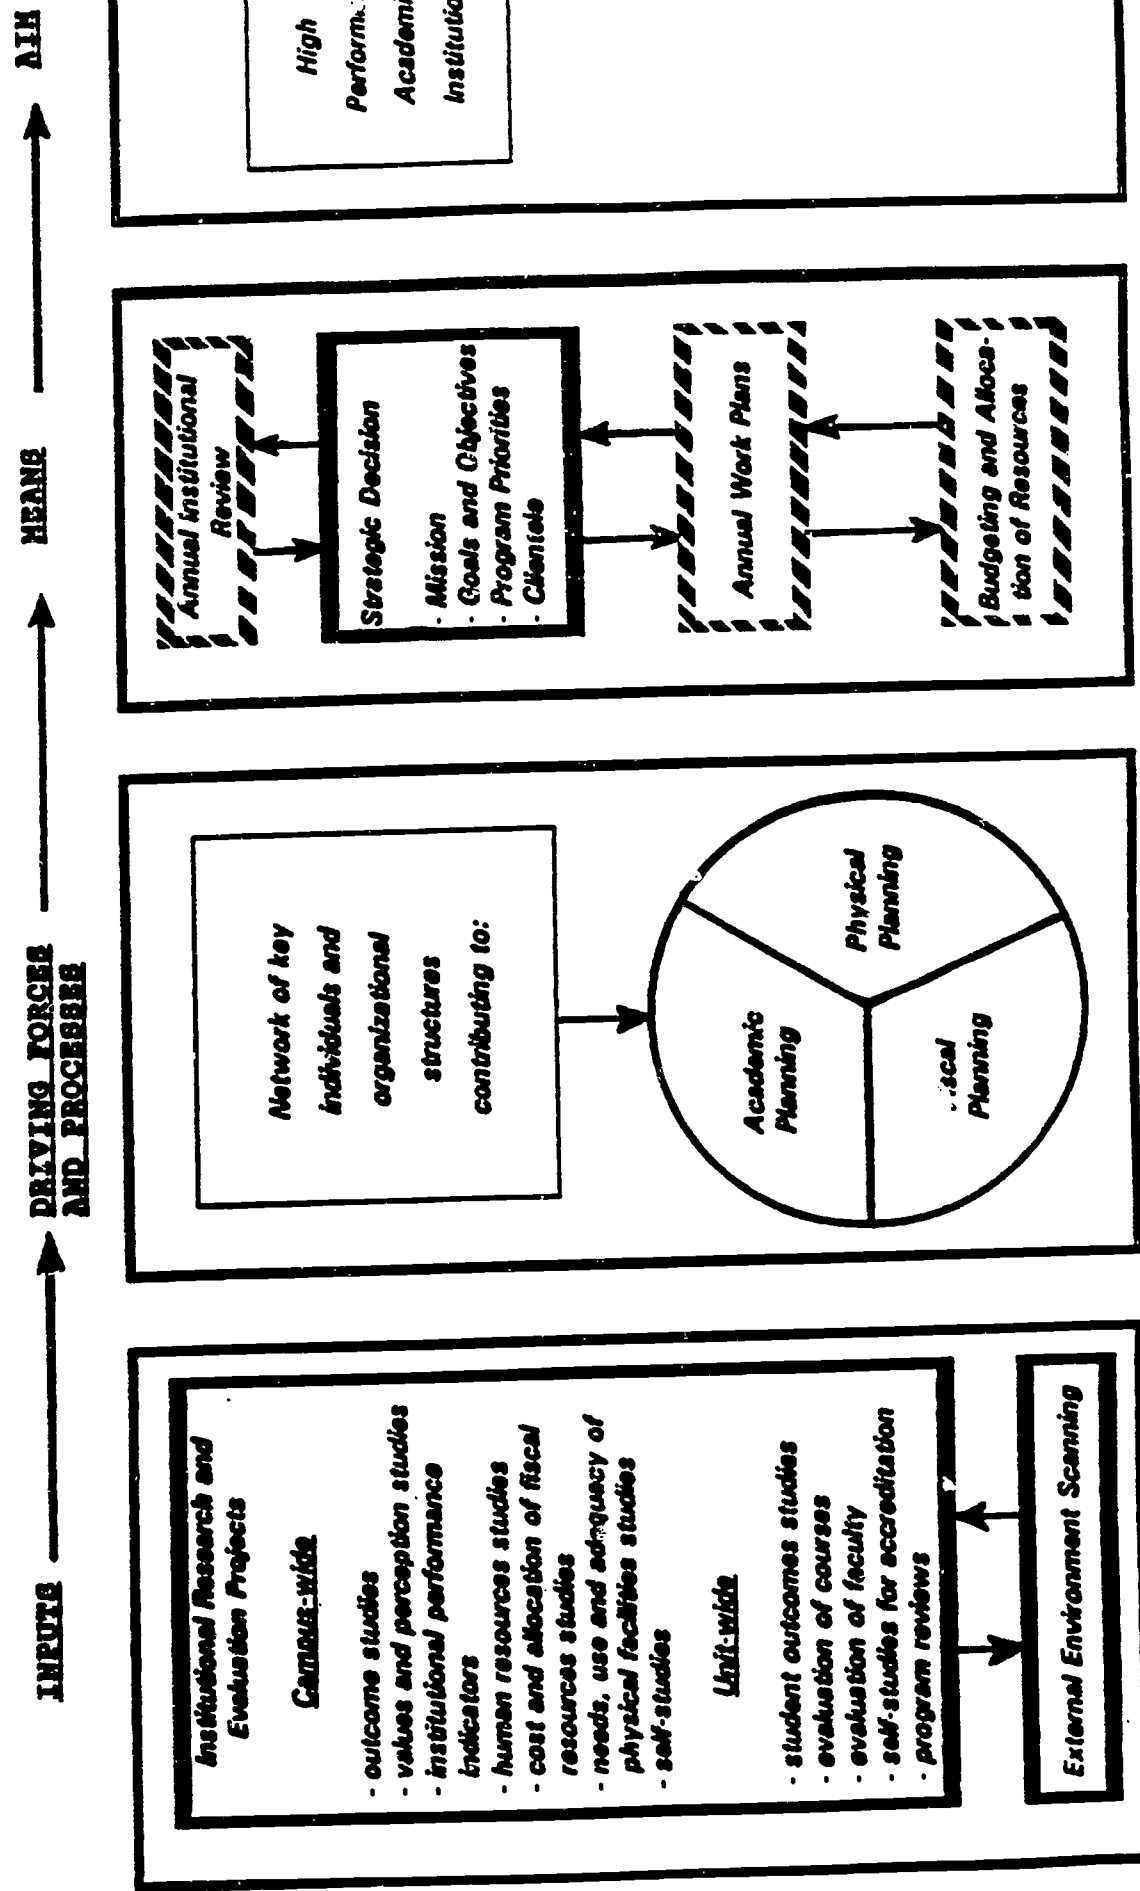 INPUTS
DRIVING FORCES
AND PROCESSES
MEANS
AIM
Institutional Research and
Evaluation Projects
Campus-wide
- outcome studies
- values and perception studies
- institutional performance
indicators
- human resources studies
- cost and allocation of fiscal
resources studies
- needs, use and adequacy of
physical facilities studies
- self-studies
Unit-wide
- student outcomes studies
- evaluation of courses
- evaluation of faculty
- self-studies for accreditation
- program reviews
External Environment Scanning
Network of key
individuals and
organizational
structures
contributing to:
Academic
Planning
Physical
Planning
Planning
Annual Institutional
Review
Strategic Decision
- Mission
- Goals and Objectives
- Program Priorities
- Clientele
Annual Work Plans
Budgeting and Alloca-
tion of Resources
High
Perform
Academi
Institutio